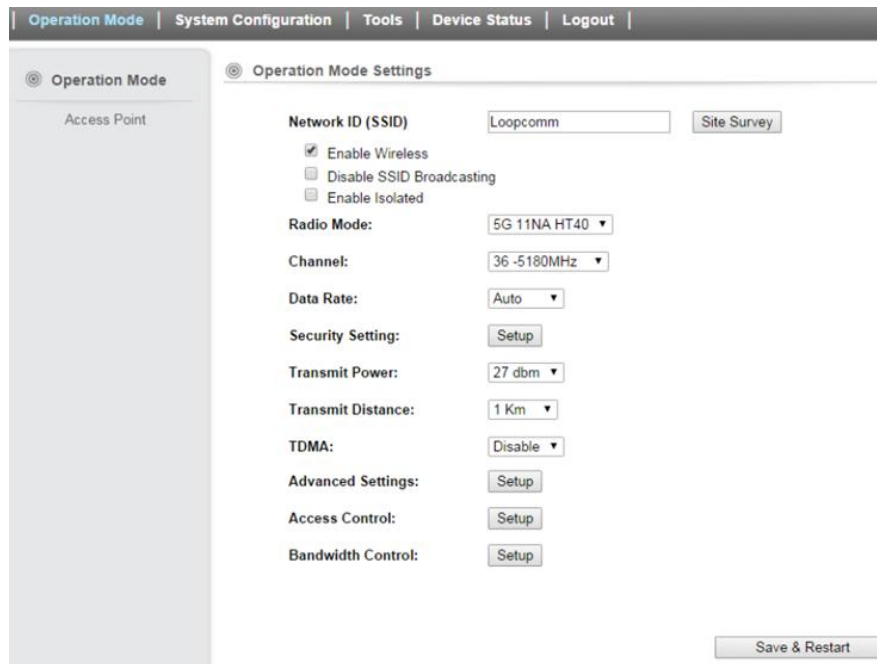 | Operation Mode | System Configuration | Tools | Device Status | Logout |
Operation Mode
Access Point
Operation Mode Settings
Network ID (SSID) Loopcomm Site Survey
Enable Wireless
Disable SSID Broadcasting
Enable Isolated
Radio Mode: 5G 11NA HT40
Channel: 36 -5180MHz
Data Rate: Auto
Security Setting: Setup
Transmit Power: 27 dbm
Transmit Distance: 1 Km
TDMA: Disable
Advanced Settings: Setup
Access Control: Setup
Bandwidth Control: Setup
Save & Restart